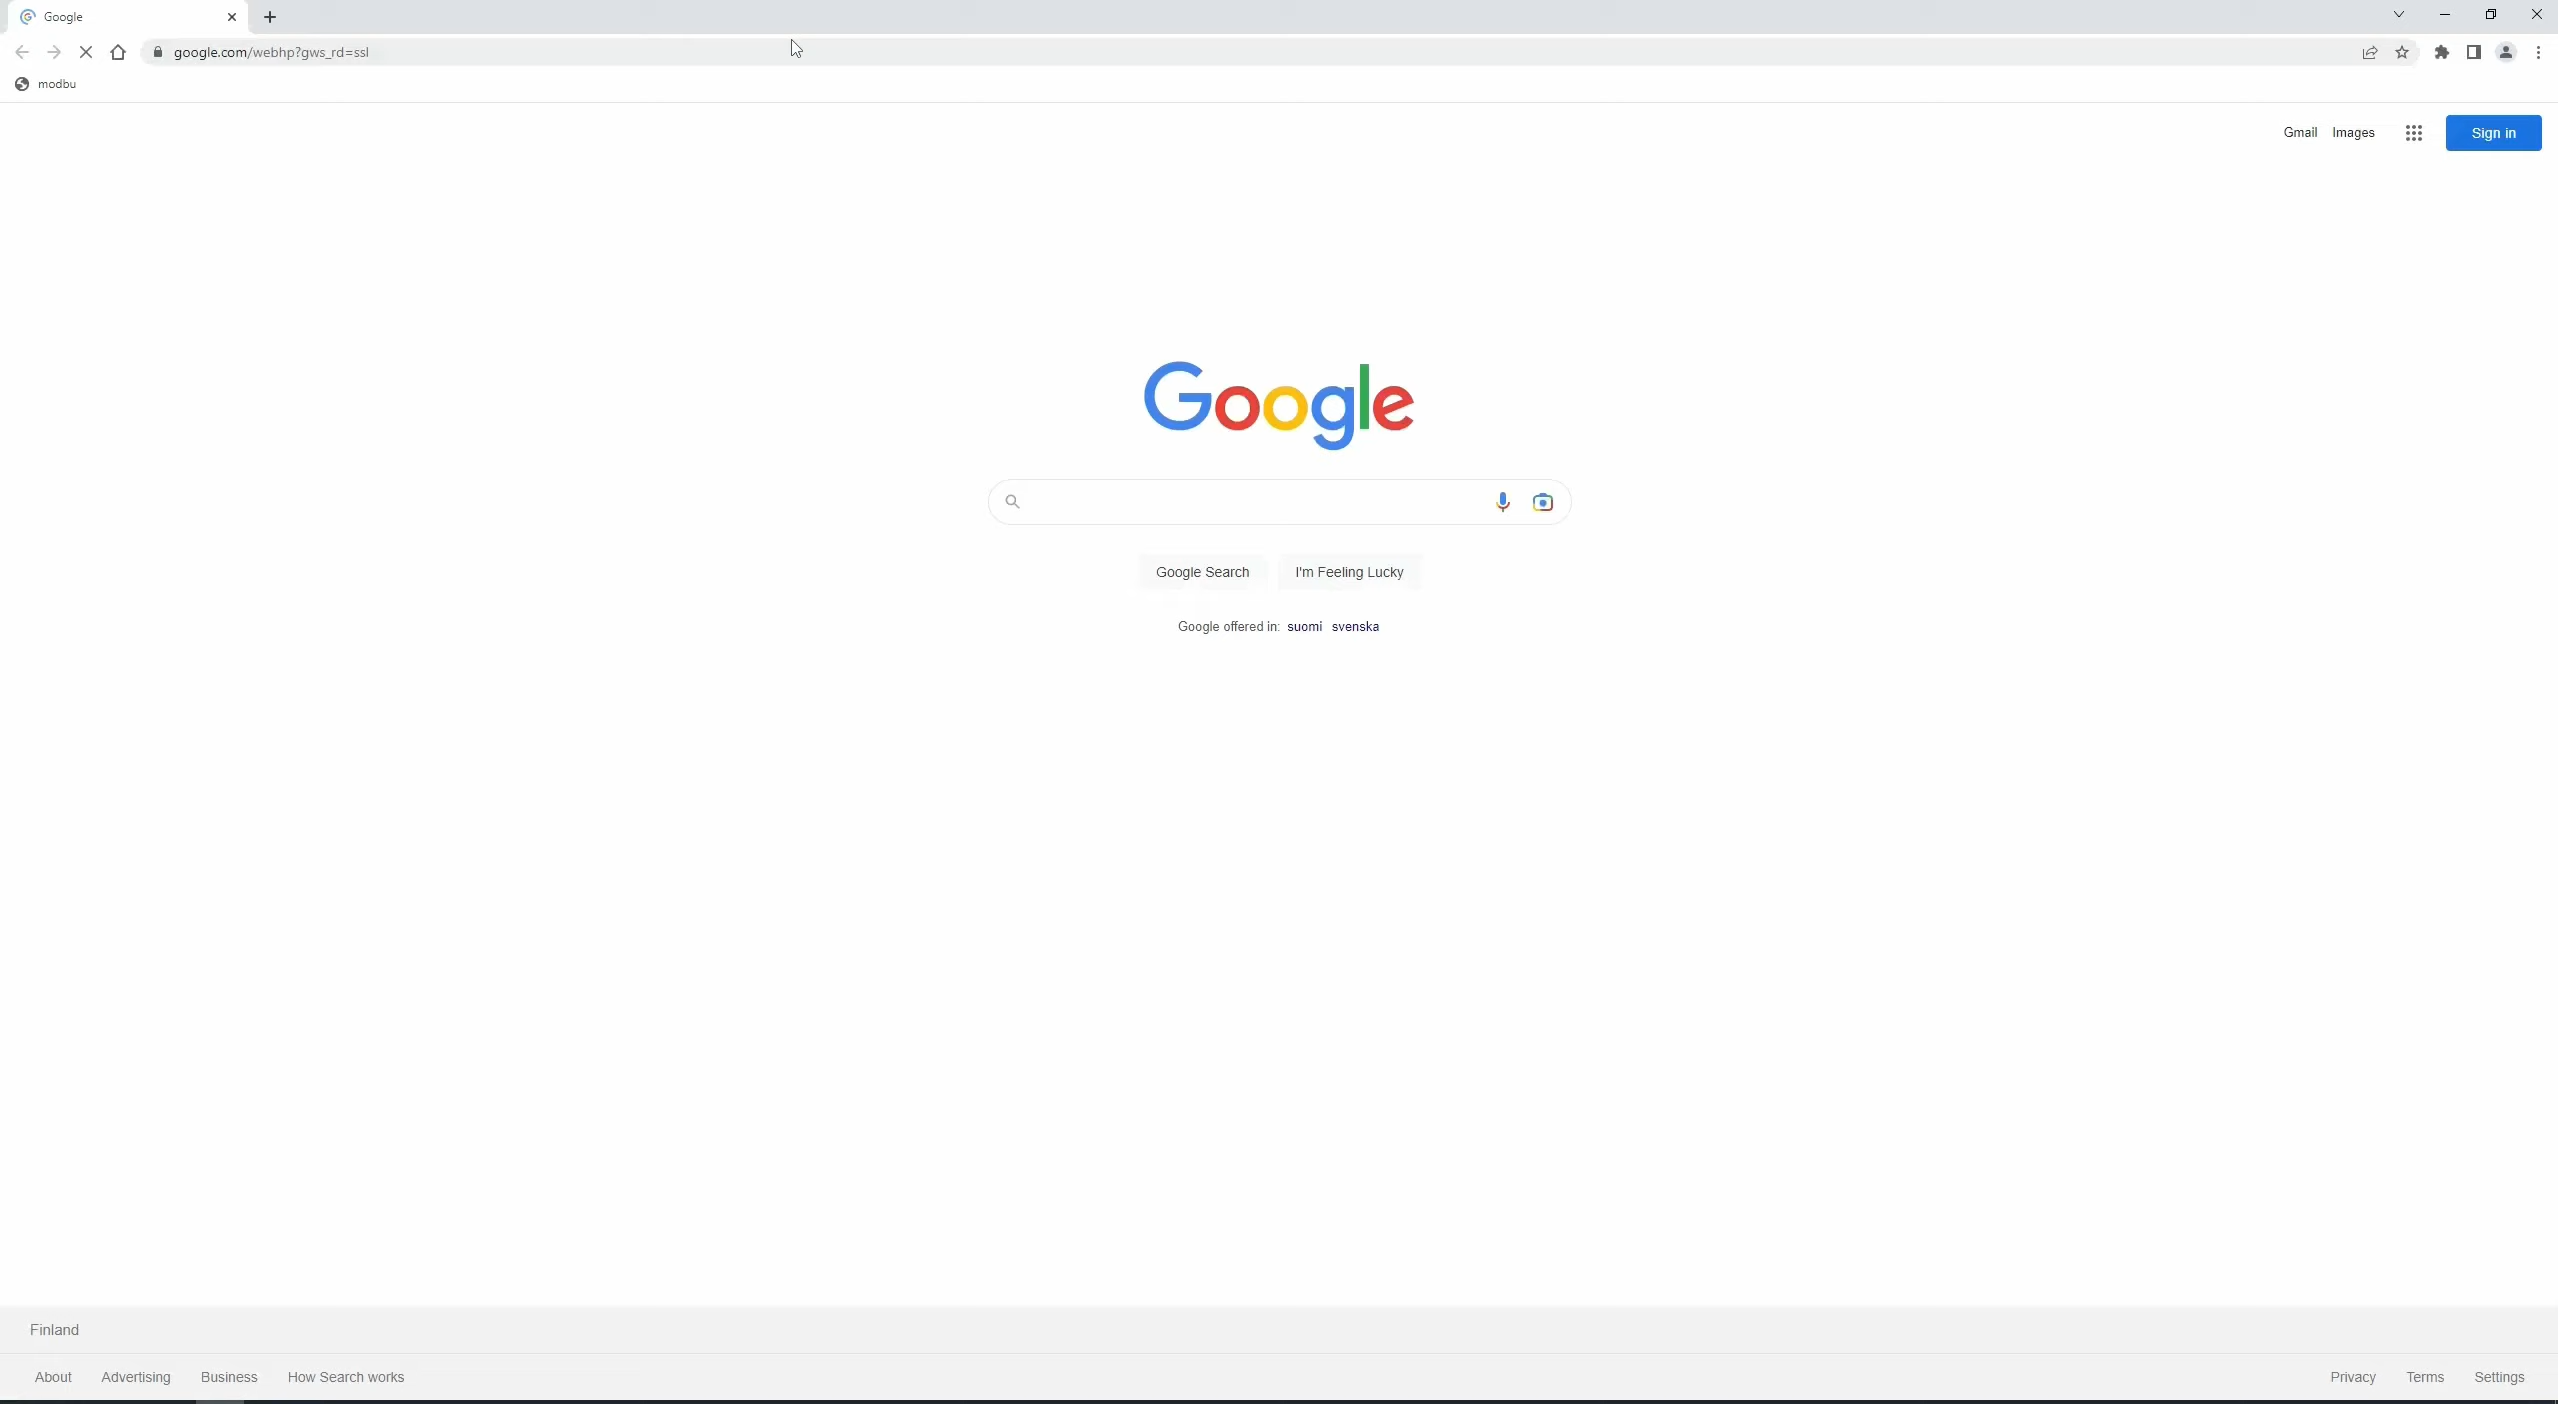 Google
google.com/webhp?gws_rd=ssl
modbu
Gmail Images Sign in
Google
Google Search I'm Feeling Lucky
Google offered in: suomi svenska
Finland
About Advertising Business How Search works Privacy Terms Settings